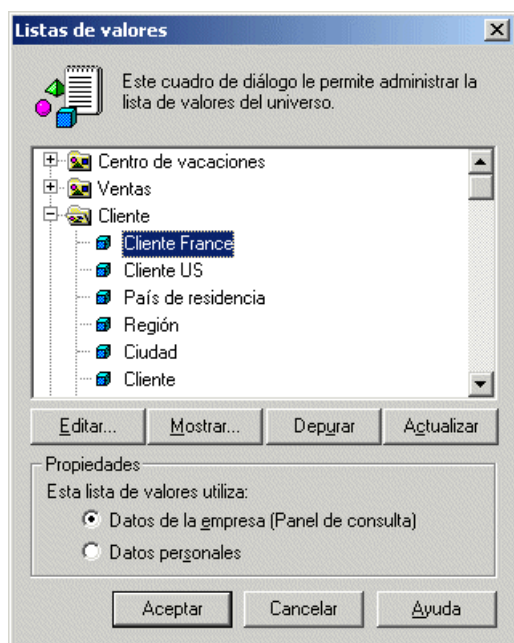 Listas de valores
Este cuadro de diálogo le permite administrar la
lista de valores del universo.
Centro de vacaciones
Ventas
Cliente
Cliente France
Cliente US
País de residencia
Región
Ciudad
Cliente
Editar...
Mostrar...
Depurar
Actualizar
Propiedades
Esta lista de valores utiliza:
Datos de la empresa (Panel de consulta)
Datos personales
Aceptar
Cancelar
Ayuda